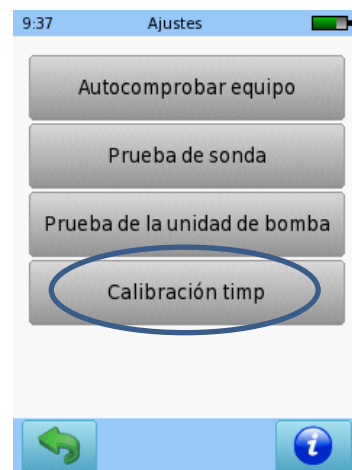 9:37 Ajustes
Autocomprobar equipo
Prueba de sonda
Prueba de la unidad de bomba
Calibración timp
i